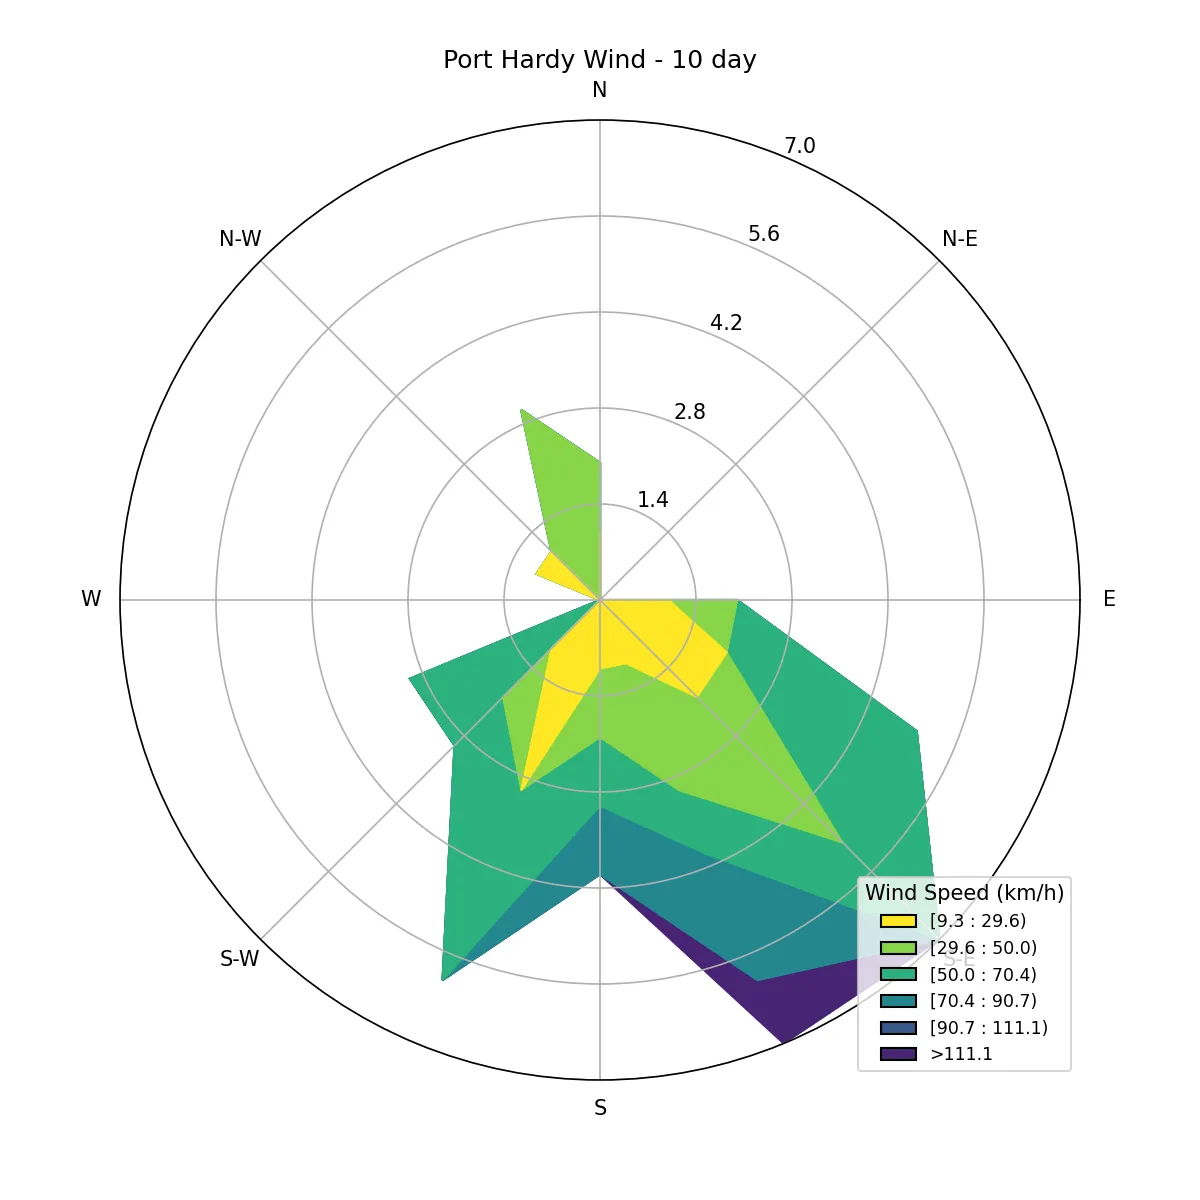 Port Hardy Wind - 10 day
N
7.0
N-W
N-E
5.6
4.2
2.8
1.4
W
E
S-W
S-E
S
Wind Speed (km/h)
[9.3 : 29.6)
[29.6 : 50.0)
[50.0 : 70.4)
[70.4 : 90.7)
[90.7 : 111.1)
>111.1